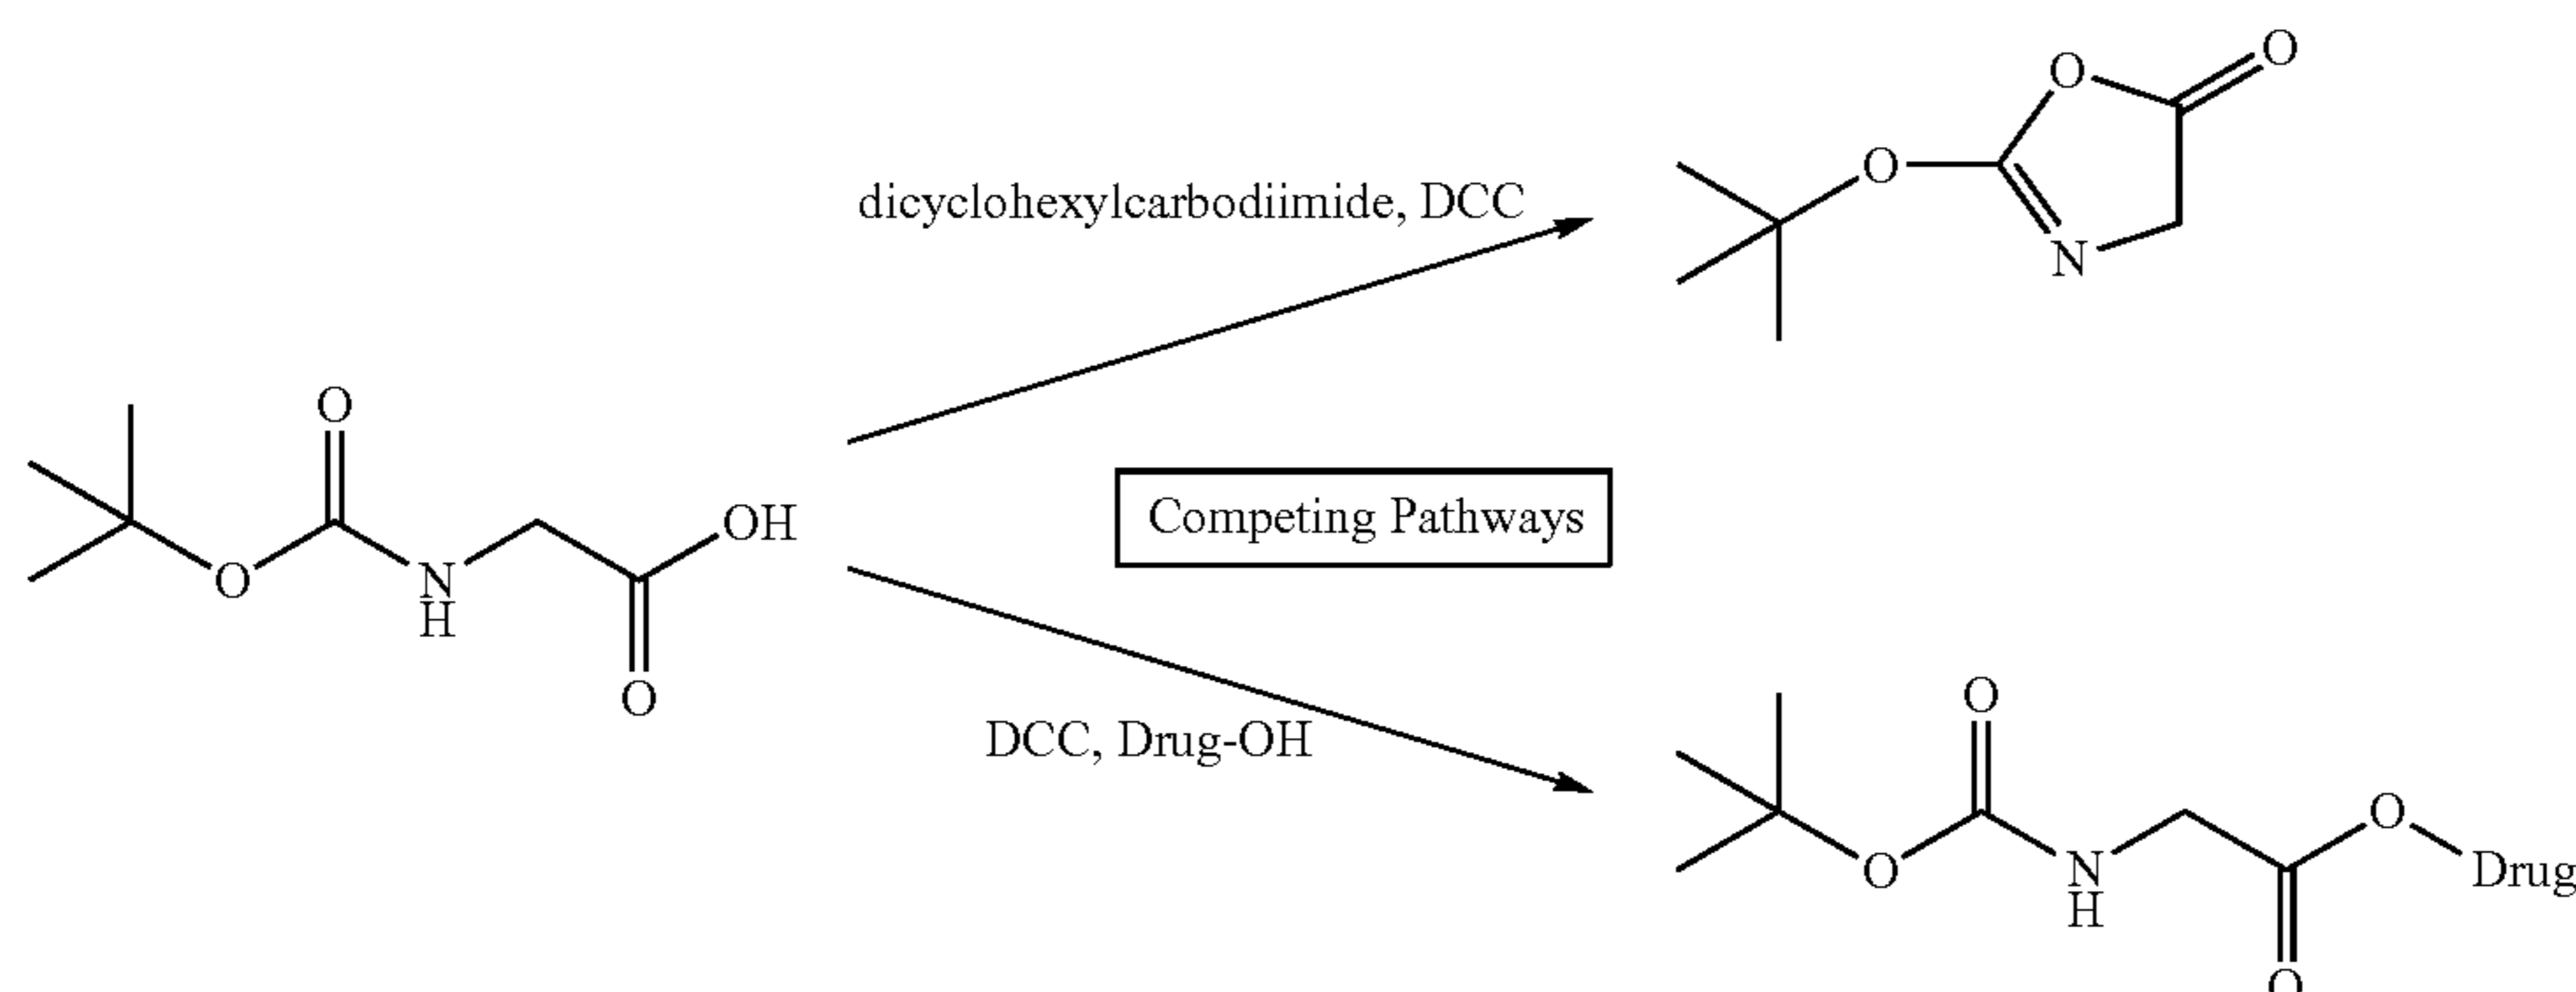 O
O
dicyclohexylcarbodiimide, DCC
O
N
O
OH
Competing Pathways
O
N
H
O
O
DCC, Drug-OH
O
O
N
H
Drug
O